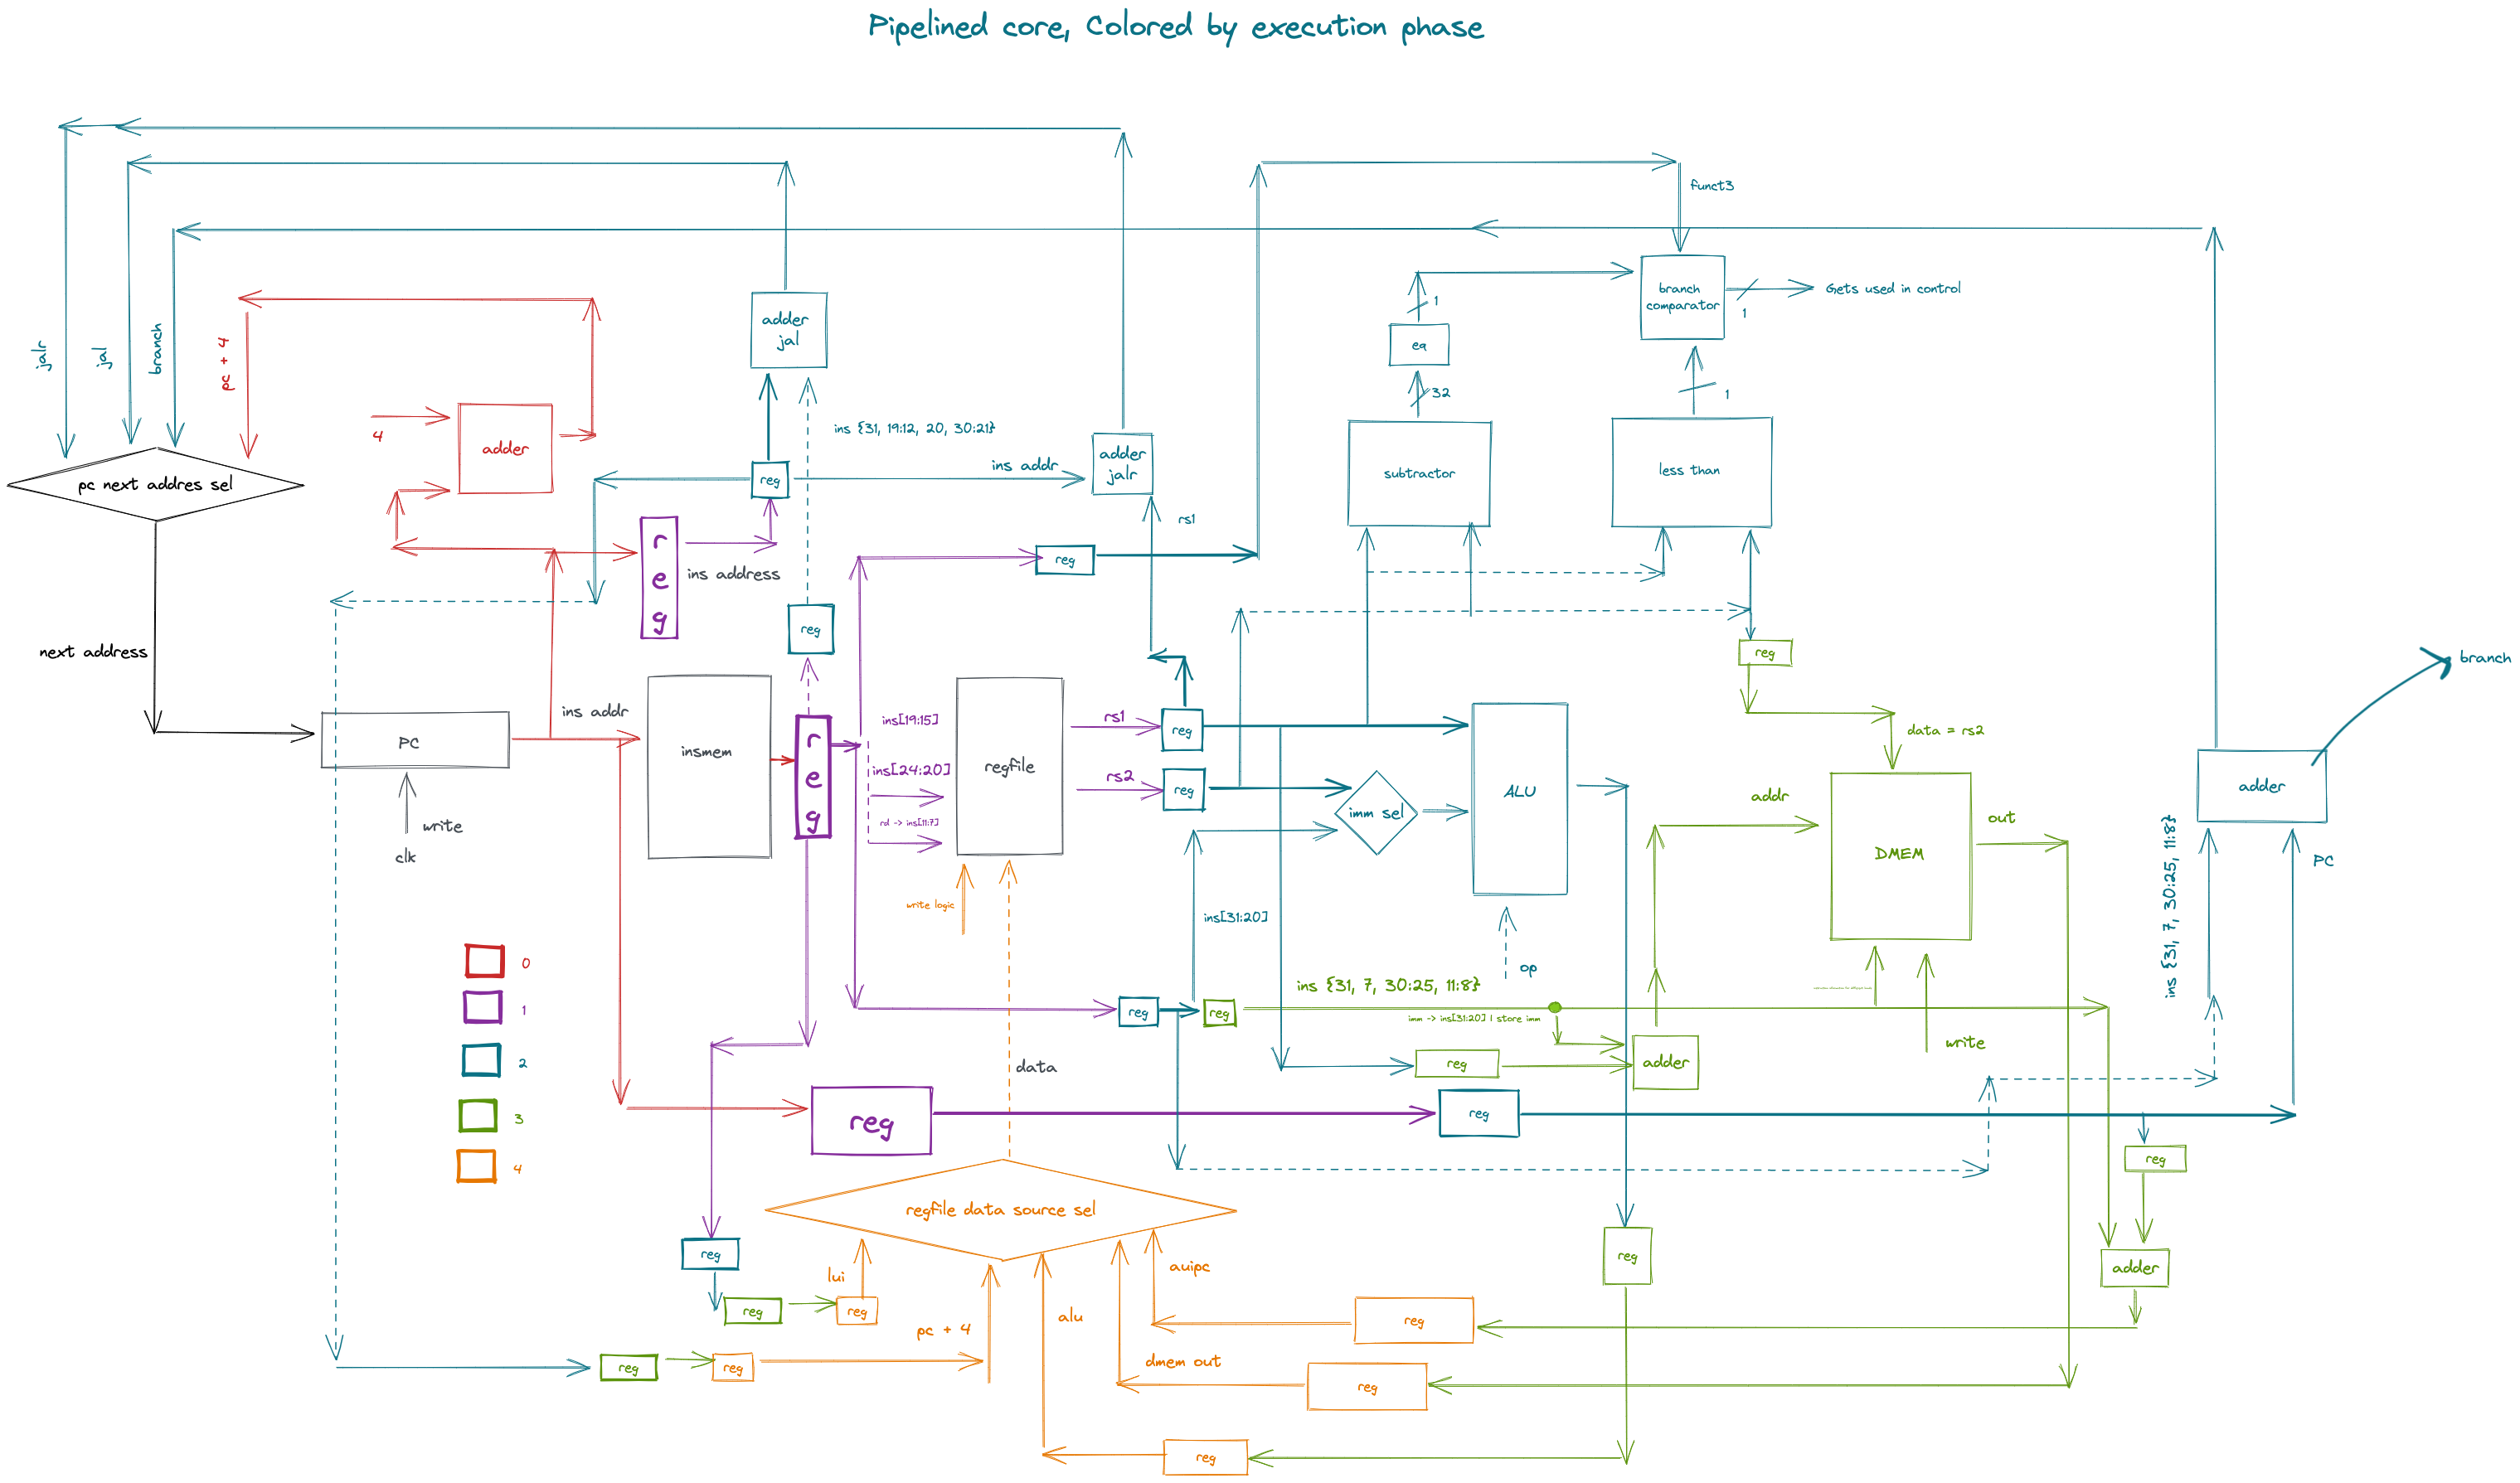 Pipelined core, Colored by execution phase
funct3
branch
comparator
1
Gets used in control
jalr
jal
branch
pc + 4
adder
jal
1
eq
32
1
4
adder
ins {31, 19:12, 20, 30:21}
ins addr
adder
jalr
subtractor
less than
pc next addres sel
reg
rs1
r
e
g
ins address
reg
reg
reg
next address
branch
ins addr
PC
insmem
r
e
g
ins[19:15]
ins[24:20]
rd -> ins[11:7]
regfile
rs1
rs2
reg
reg
imm sel
ALU
data = rs2
addr
out
DMEM
adder
write
clk
write logic
ins[31:20]
op
ins {31, 7, 30:25, 11:8}
PC
0
1
2
3
4
ins {31, 7, 30:25, 11:8}
reg
reg
imm -> ins[31:20] | store imm
write
data
reg
adder
reg
reg
reg
regfile data source sel
reg
reg
lui
reg
reg
auipc
adder
reg
pc + 4
alu
reg
reg
reg
dmem out
reg
reg